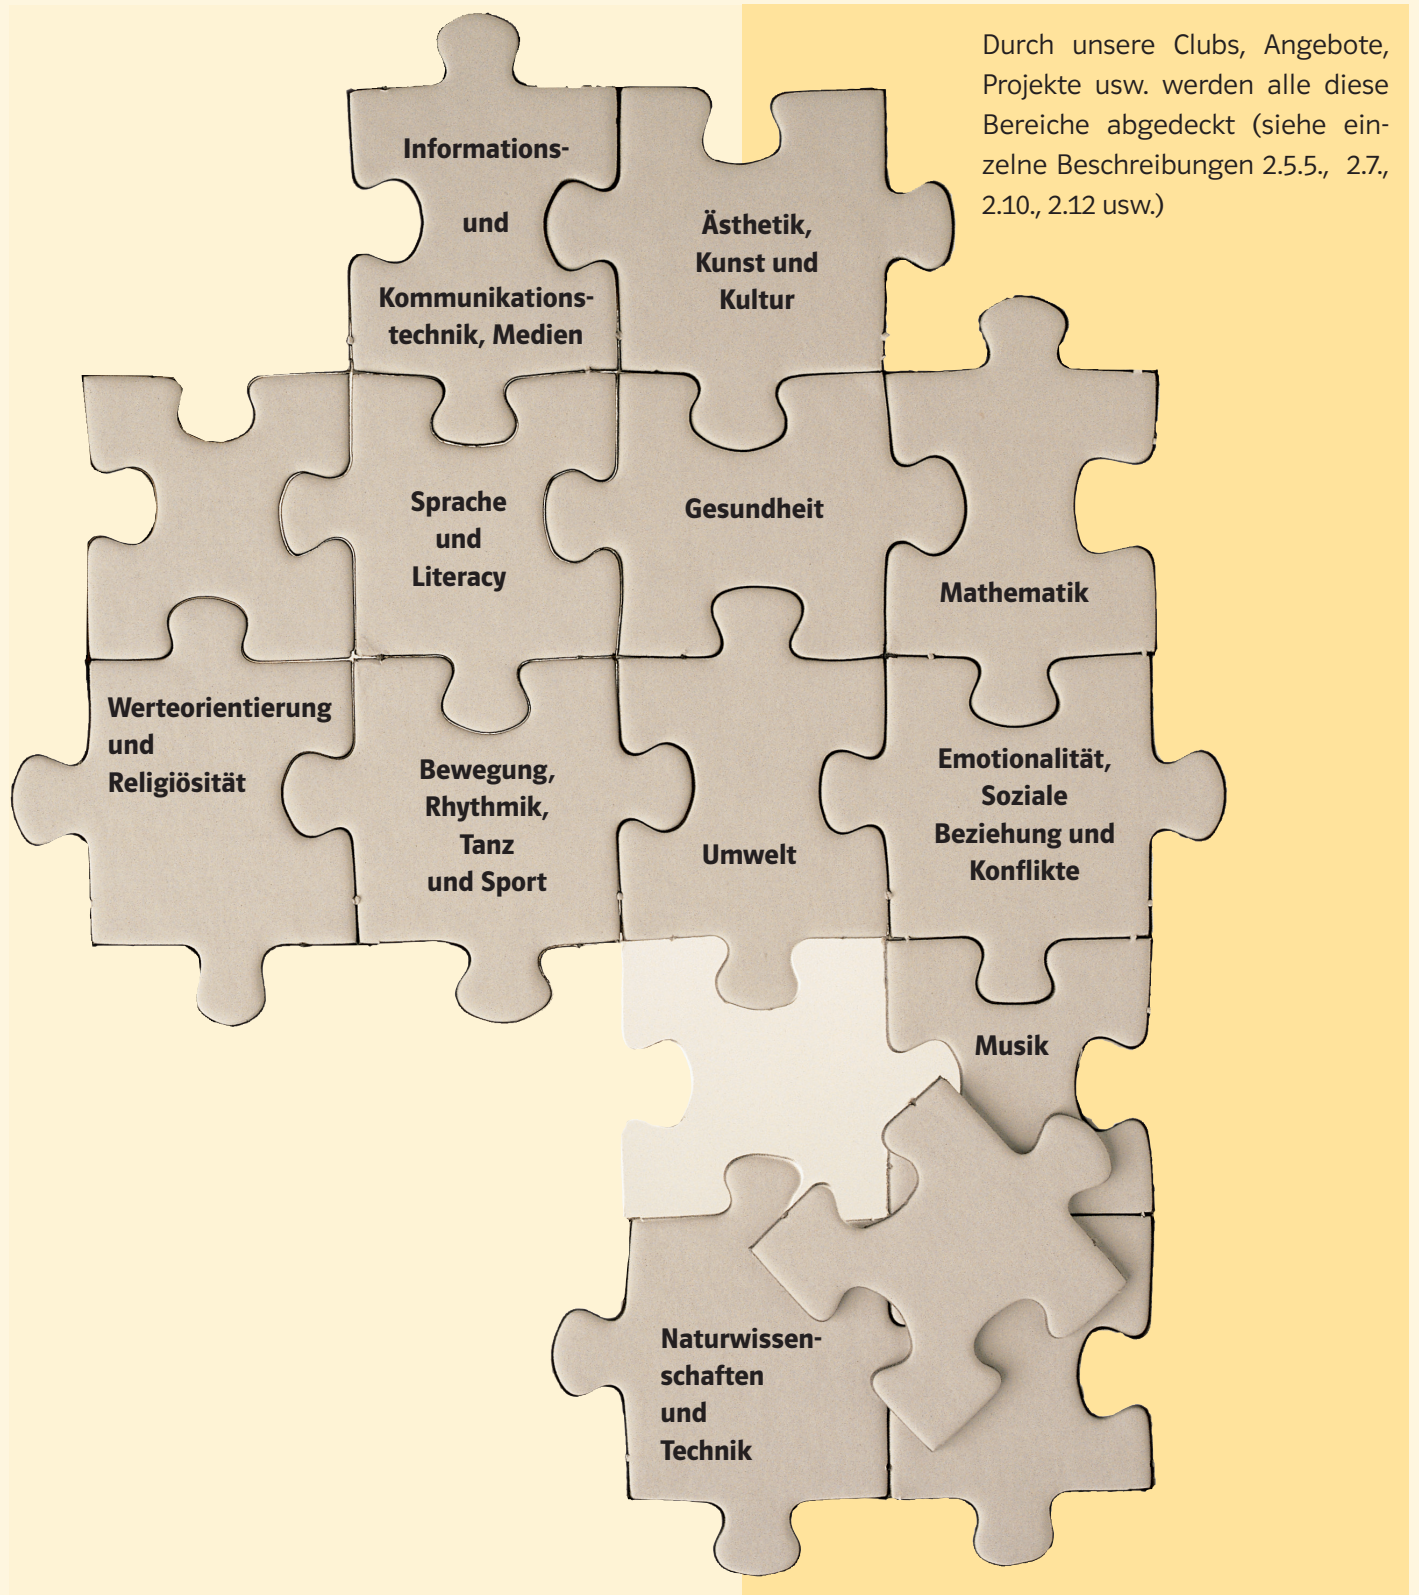 Durch unsere Clubs, Angebote,
Projekte usw. werden alle diese
Bereiche abgedeckt (siehe ein-
zelne Beschreibungen 2.5.5., 2.7.,
2.10., 2.12 usw.)
Informations-
und
Kommunikations-
technik, Medien
Ästhetik,
Kunst und
Kultur
Sprache
und
Literacy
Gesundheit
Mathematik
Werteorientierung
und
Religiösität
Bewegung,
Rhythmik,
Tanz
und Sport
Umwelt
Emotionalität,
Soziale
Beziehung und
Konflikte
Musik
Naturwissen-
schaften
und
Technik